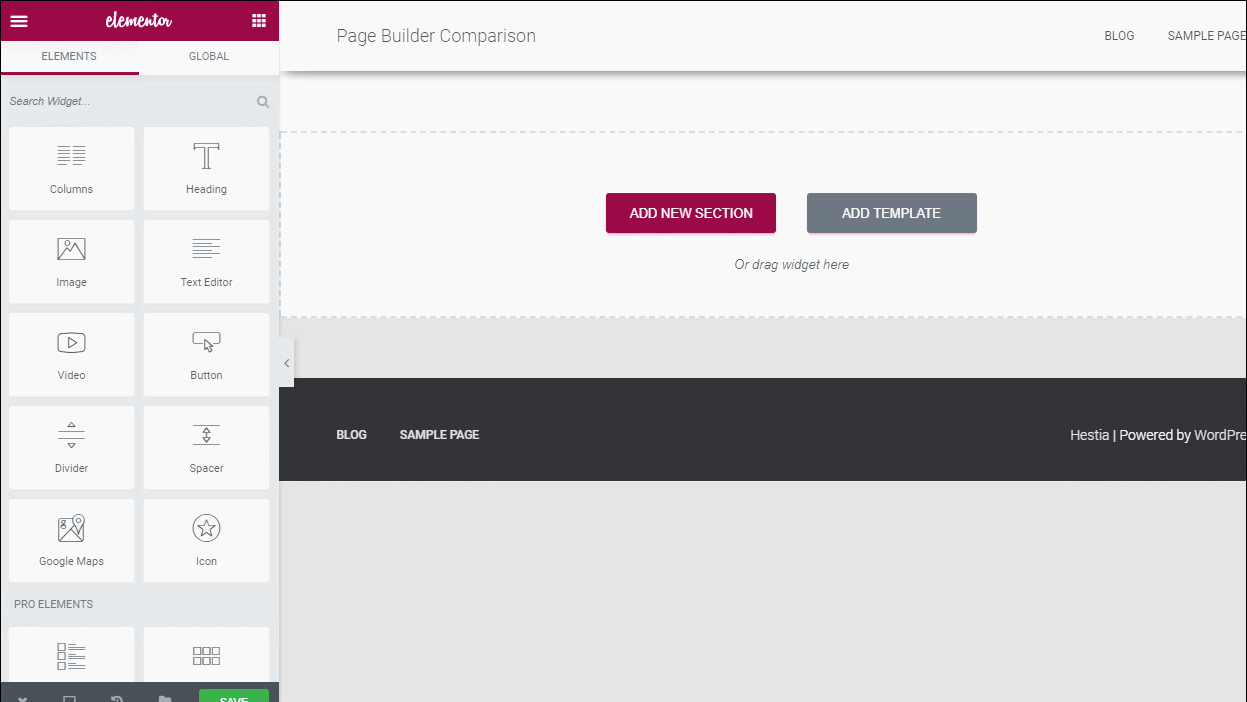 elementor
ELEMENTS
GLOBAL
Search Widget...
Columns
Heading
Image
Text Editor
Video
Button
Divider
Spacer
Google Maps
Icon
PRO ELEMENTS
SAVE
Page Builder Comparison
BLOG
SAMPLE PAGE
ADD NEW SECTION
ADD TEMPLATE
Or drag widget here
BLOG
SAMPLE PAGE
Hestia | Powered by WordPre